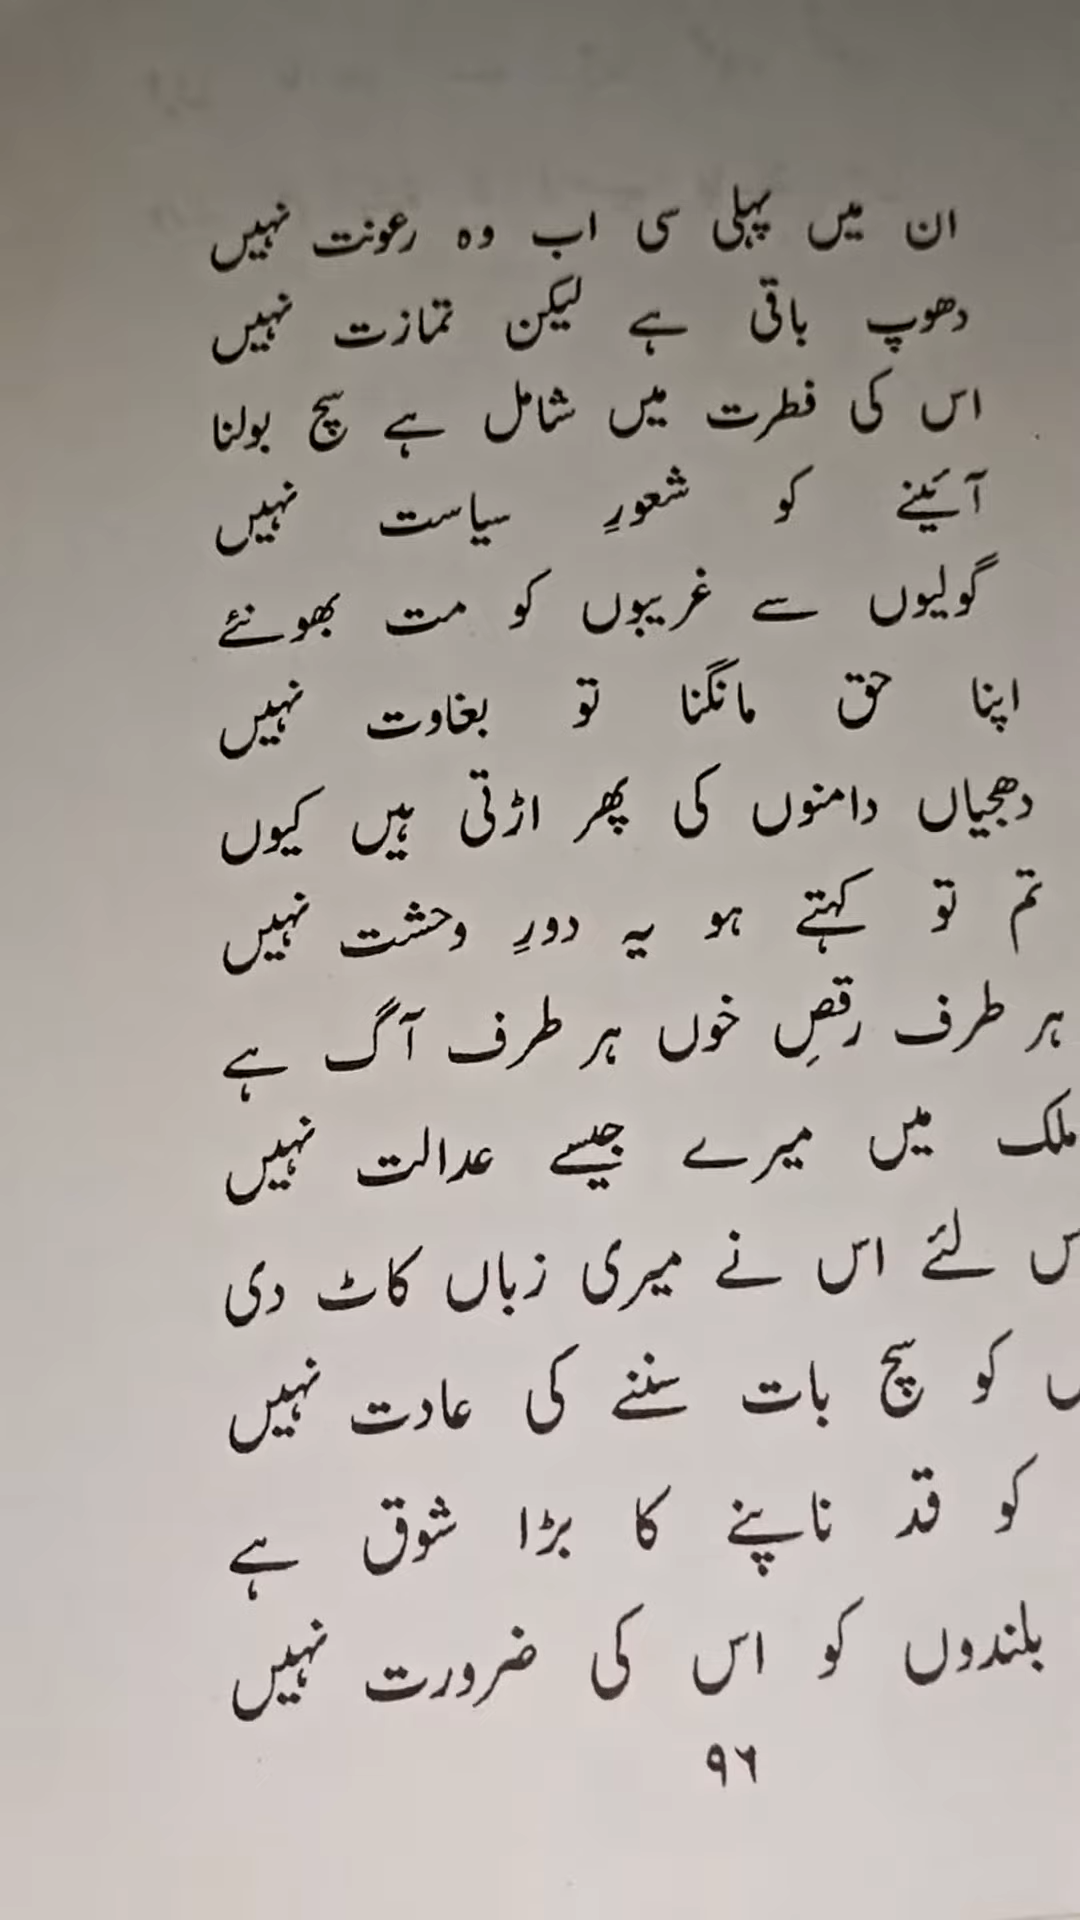 ان میں پہلی سی اب وہ رعونت نہیں
دھوپ باقی ہے لیکن تمازت نہیں
اس کی فطرت میں شامل ہے سچ بولنا
آئینے کو شعورِ سیاست نہیں
گولیوں سے غریبوں کو مت بھونئے
اپنا حق مانگنا تو بغاوت نہیں
دھجیاں دامنوں کی پھر اڑتی ہیں کیوں
تم تو کہتے ہو یہ دورِ وحشت نہیں
ہر طرف رقصِ خوں ہر طرف آگ ہے
ملک میں میرے جیسے عدالت نہیں
لئے اس نے میری زباں کاٹ دی
کو سچ بات سننے کی عادت نہیں
کو قد ناپنے کا بڑا شوق ہے
بلندوں کو اس کی ضرورت نہیں
۹۶